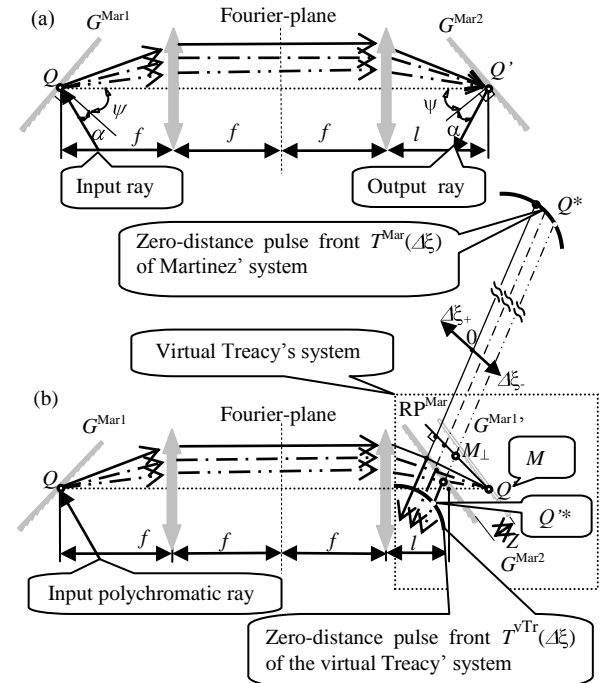 (a)
G^Mar1
Fourier-plane
G^Mar2
Q
Q'
ψ
α
ψ
α
f
f
f
l
Input ray
Output ray
Q*
Zero-distance pulse front T^Mar(Δξ)
of Martinez' system
Δξ+
0
Δξ-
Virtual Treacy's system
(b)
G^Mar1
Fourier-plane
RP^Mar
G^Mar1'
M⊥
M
Q
Q
Q'*
Z
G^Mar2
f
f
f
l
Input polychromatic ray
Zero-distance pulse front T^vTr(Δξ)
of the virtual Treacy' system